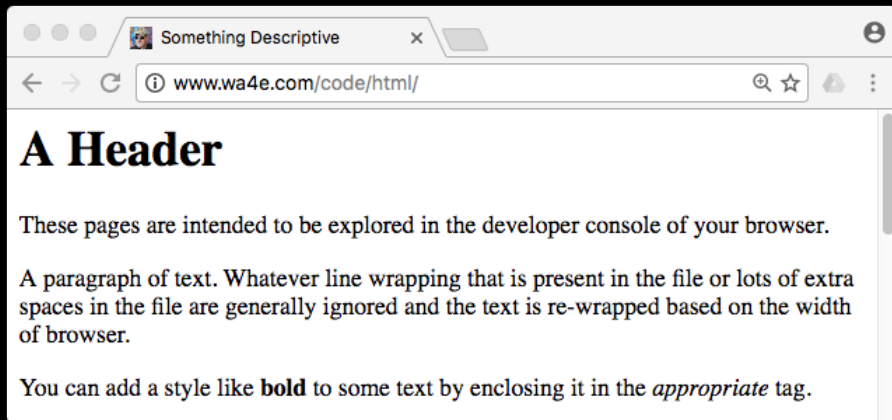 Something Descriptive
www.wa4e.com/code/html/
A Header
These pages are intended to be explored in the developer console of your browser.
A paragraph of text. Whatever line wrapping that is present in the file or lots of extra
spaces in the file are generally ignored and the text is re-wrapped based on the width
of browser.
You can add a style like bold to some text by enclosing it in the appropriate tag.